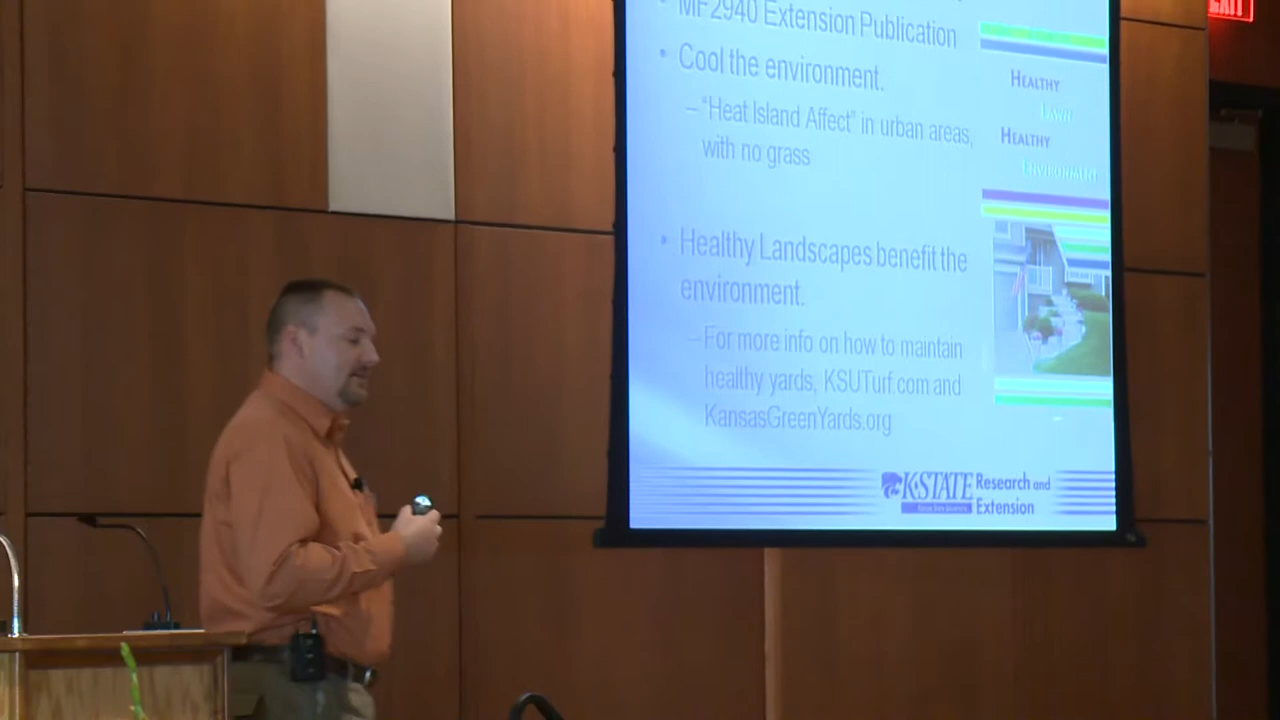 EXIT
• MF2940 Extension Publication
• Cool the environment.
– "Heat Island Affect" in urban areas,
with no grass
• Healthy Landscapes benefit the
environment.
– For more info on how to maintain
healthy yards, KSUTurf.com and
KansasGreenYards.org
HEALTHY
LAWN
HEALTHY
ENVIRONMENT
K-STATE
Research and
Extension